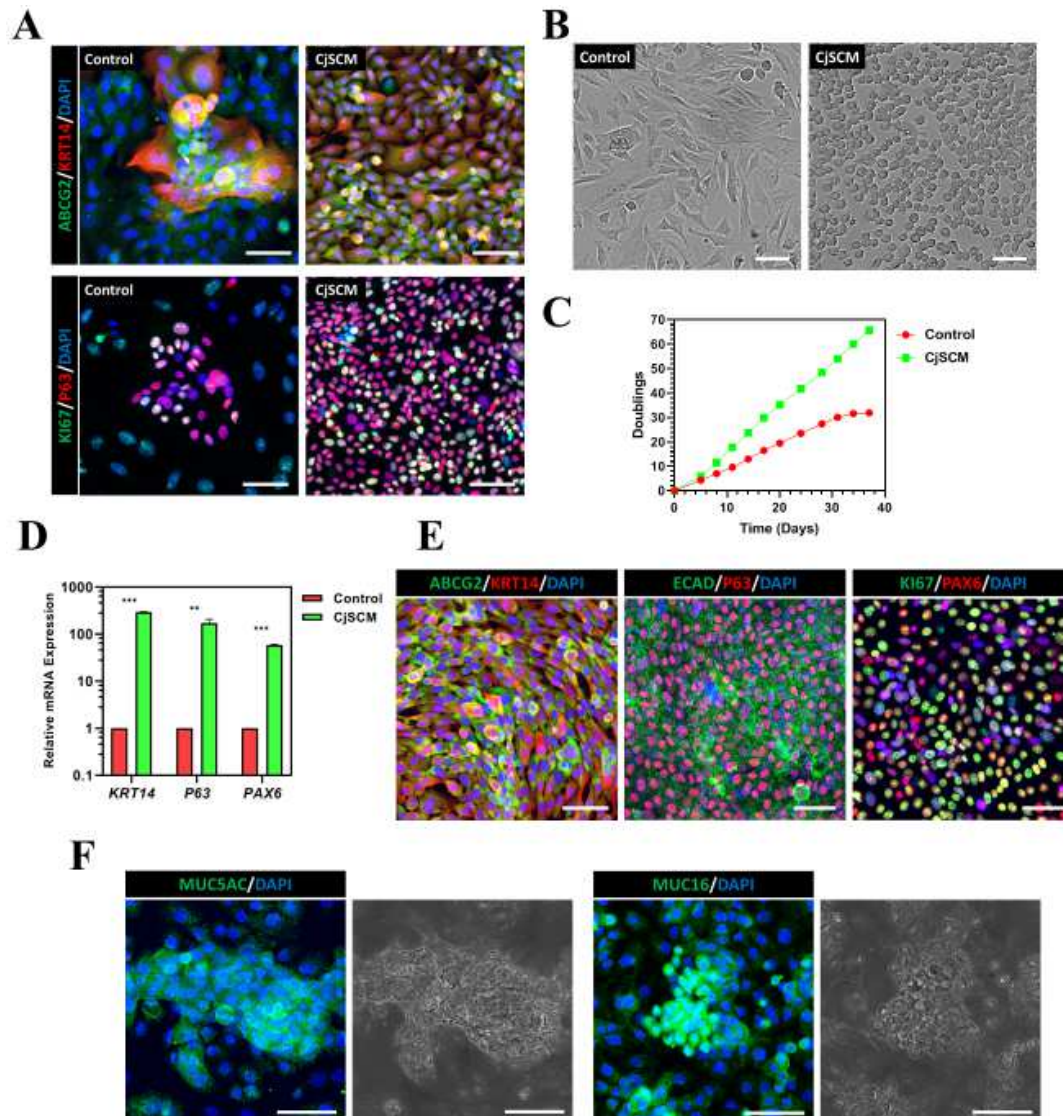 A
Control
CjSCM
ABCG2/KRT14/DAPI
Control
CjSCM
KI67/P63/DAPI
B
Control
CjSCM
C
70
60
50
40
30
20
10
0
Doublings
0
10
20
30
40
Time (Days)
Control
CjSCM
D
1000
100
10
1
0.1
Relative mRNA Expression
***
**
***
KRT14
P63
PAX6
Control
CjSCM
E
ABCG2/KRT14/DAPI
ECAD/P63/DAPI
KI67/PAX6/DAPI
F
MUC5AC/DAPI
MUC16/DAPI